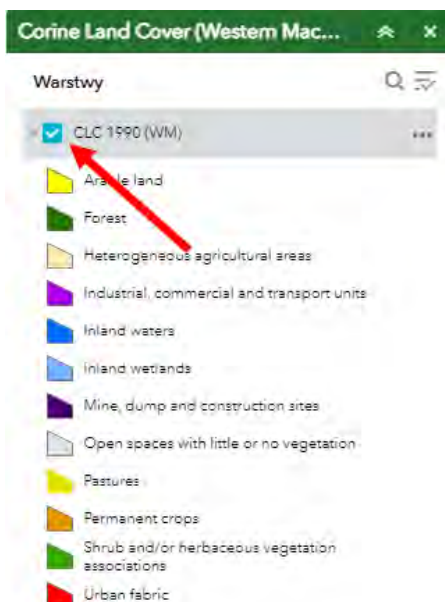 Corine Land Cover (Western Mac...
Warstwy
CLC 1990 (WM)
Arable land
Forest
Heterogeneous agricultural areas
Industrial, commercial and transport units
Inland waters
Inland wetlands
Mine, dump and construction sites
Open spaces with little or no vegetation
Pastures
Permanent crops
Shrub and/or herbaceous vegetation
associations
Urban fabric